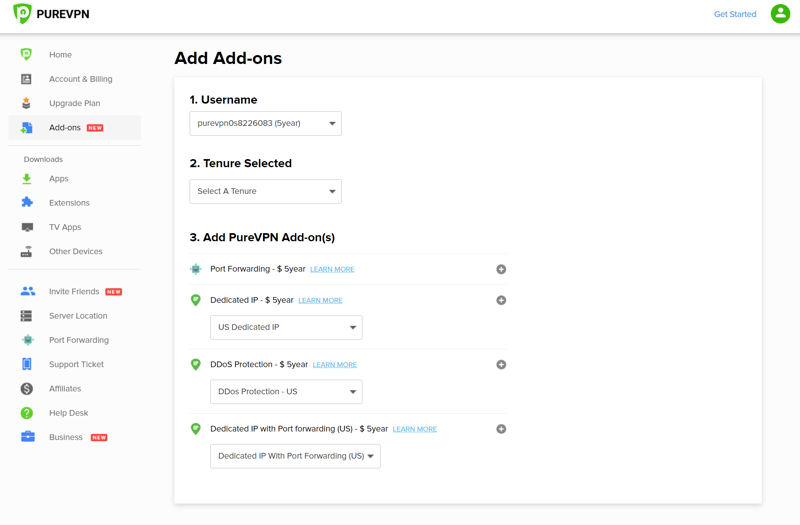 PUREVPN
Get Started
Home
Account & Billing
Upgrade Plan
Add-ons NEW
Downloads
Apps
Extensions
TV Apps
Other Devices
Invite Friends NEW
Server Location
Port Forwarding
Support Ticket
Affiliates
Help Desk
Business NEW
Add Add-ons
1. Username
purevpn0s8226083 (5year)
2. Tenure Selected
Select A Tenure
3. Add PureVPN Add-on(s)
Port Forwarding - $ 5year LEARN MORE
Dedicated IP - $ 5year LEARN MORE
US Dedicated IP
DDoS Protection - $ 5year LEARN MORE
DDos Protection - US
Dedicated IP with Port forwarding (US) - $ 5year LEARN MORE
Dedicated IP With Port Forwarding (US)